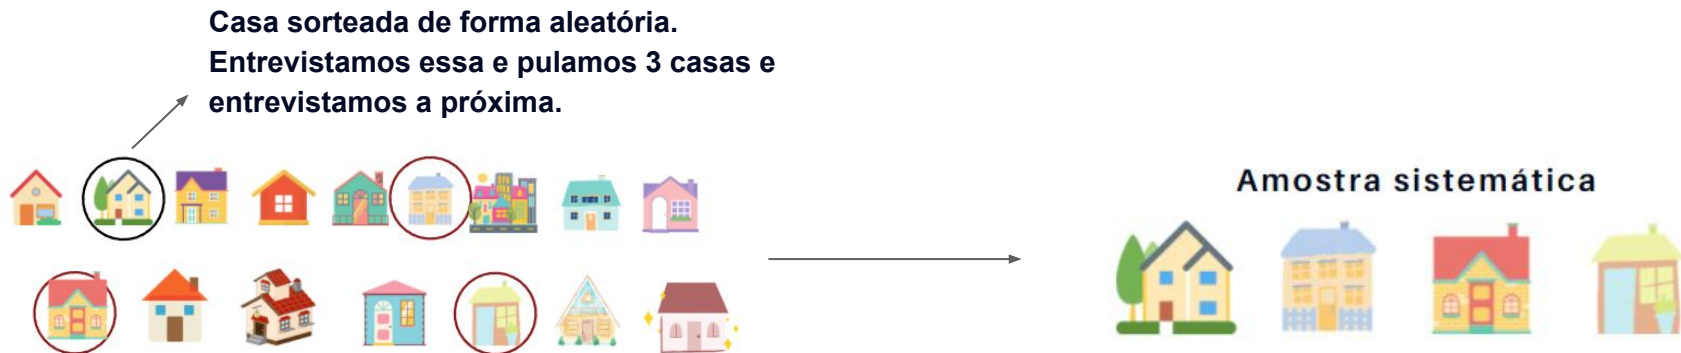 Casa sorteada de forma aleatória.
Entrevistamos essa e pulamos 3 casas e
entrevistamos a próxima.
Amostra sistemática